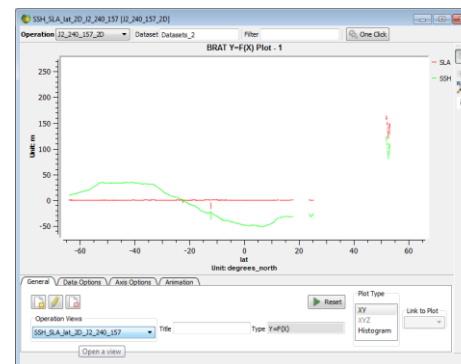 SSH_SLA_lat_2D_J2_240_157 [J2_240_157_2D]
Operation J2_240_157_2D Dataset Datasets_2 Filter One Click
BRAT Y=F(X) Plot - 1
SLA
SSH
250
200
150
100
50
0
-50
Unit: m
-60 -40 -20 0 20 40 60
lat
Unit: degrees_north
General Data Options Axis Options Animation
Reset
Plot Type
XY
XYZ
Histogram
Link to Plot
Operation Views
SSH_SLA_lat_2D_J2_240_157 Title Type Y=F(X)
Open a view